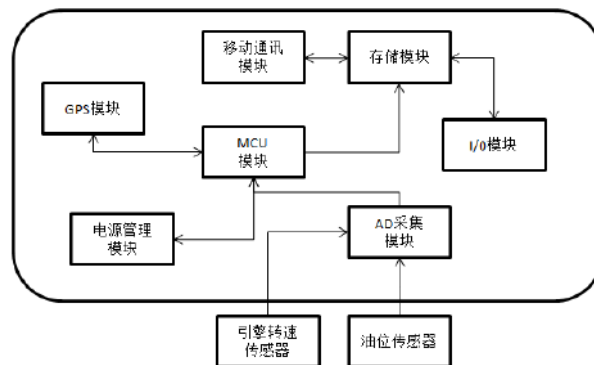 移动通讯
模块
存储模块
GPS模块
MCU
模块
I/0模块
电源管理
模块
AD采集
模块
引擎转速
传感器
油位传感器